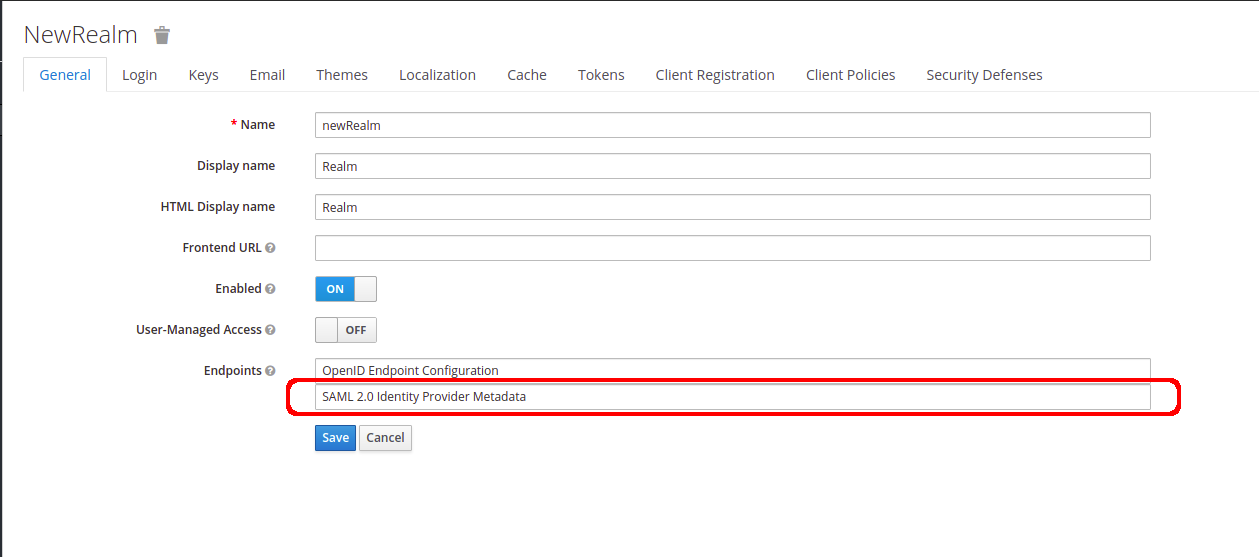 NewRealm
General Login Keys Email Themes Localization Cache Tokens Client Registration Client Policies Security Defenses
* Name newRealm
Display name Realm
HTML Display name Realm
Frontend URL ?
Enabled ? ON
User-Managed Access ? OFF
Endpoints ? OpenID Endpoint Configuration
SAML 2.0 Identity Provider Metadata
Save Cancel